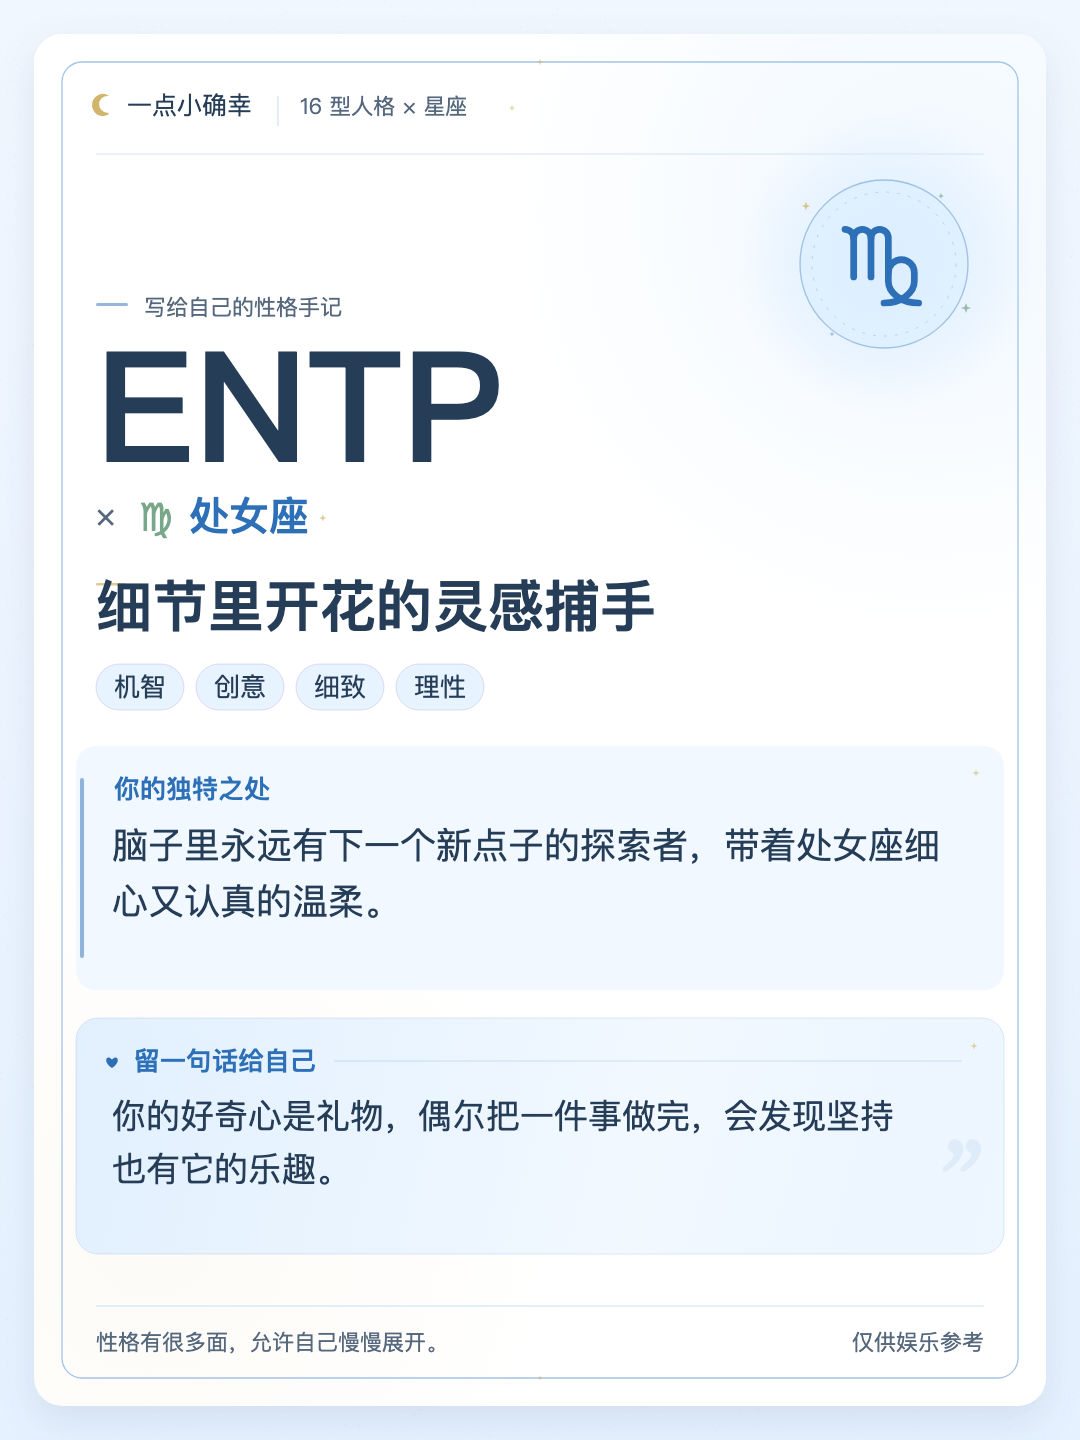 一点小确幸
16 型人格 × 星座
写给自己的性格手记
ENTP
× ♍ 处女座
细节里开花的灵感捕手
机智 创意 细致 理性
你的独特之处
脑子里永远有下一个新点子的探索者，带着处女座细
心又认真的温柔。
留一句话给自己
你的好奇心是礼物，偶尔把一件事做完，会发现坚持
也有它的乐趣。
”
性格有很多面，允许自己慢慢展开。
仅供娱乐参考